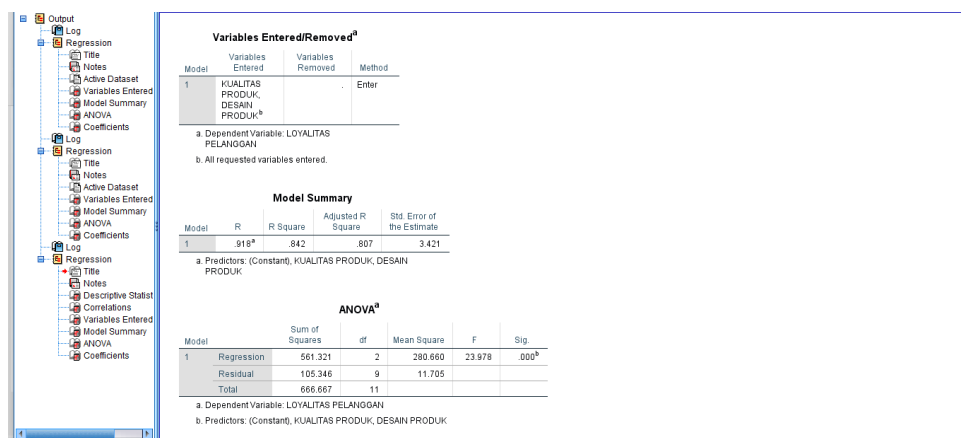 Output
Log
Regression
Title
Notes
Active Dataset
Variables Entered
Model Summary
ANOVA
Coefficients
Log
Regression
Title
Notes
Active Dataset
Variables Entered
Model Summary
ANOVA
Coefficients
Log
Regression
Title
Notes
Descriptive Statist
Correlations
Variables Entered
Model Summary
ANOVA
Coefficients
Variables Entered/Removedᵃ
Model Variables Entered Variables Removed Method
1 KUALITAS PRODUK, DESAIN PRODUKᵇ . Enter
a. Dependent Variable: LOYALITAS
PELANGGAN
b. All requested variables entered.
Model Summary
Model R R Square Adjusted R Square Std. Error of the Estimate
1 .918ᵃ .842 .807 3.421
a. Predictors: (Constant), KUALITAS PRODUK, DESAIN
PRODUK
ANOVAᵃ
Model Sum of Squares df Mean Square F Sig.
1 Regression 561.321 2 280.660 23.978 .000ᵇ
Residual 105.346 9 11.705
Total 666.667 11
a. Dependent Variable: LOYALITAS PELANGGAN
b. Predictors: (Constant), KUALITAS PRODUK, DESAIN PRODUK